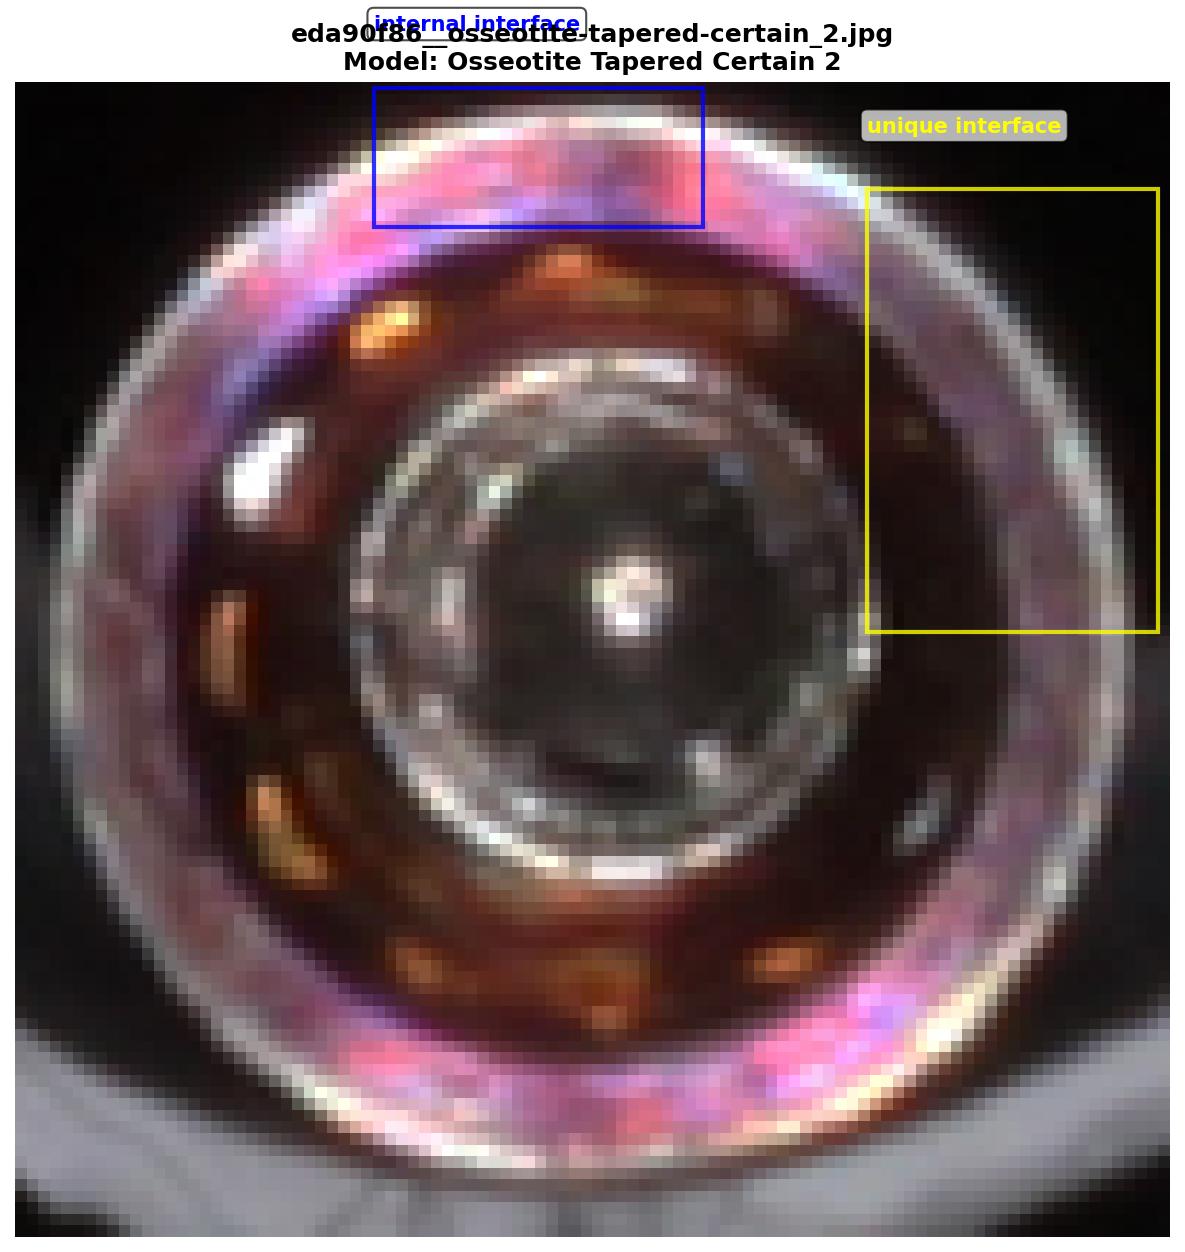 internal interface
eda90f86__osseotite-tapered-certain_2.jpg
Model: Osseotite Tapered Certain 2
unique interface